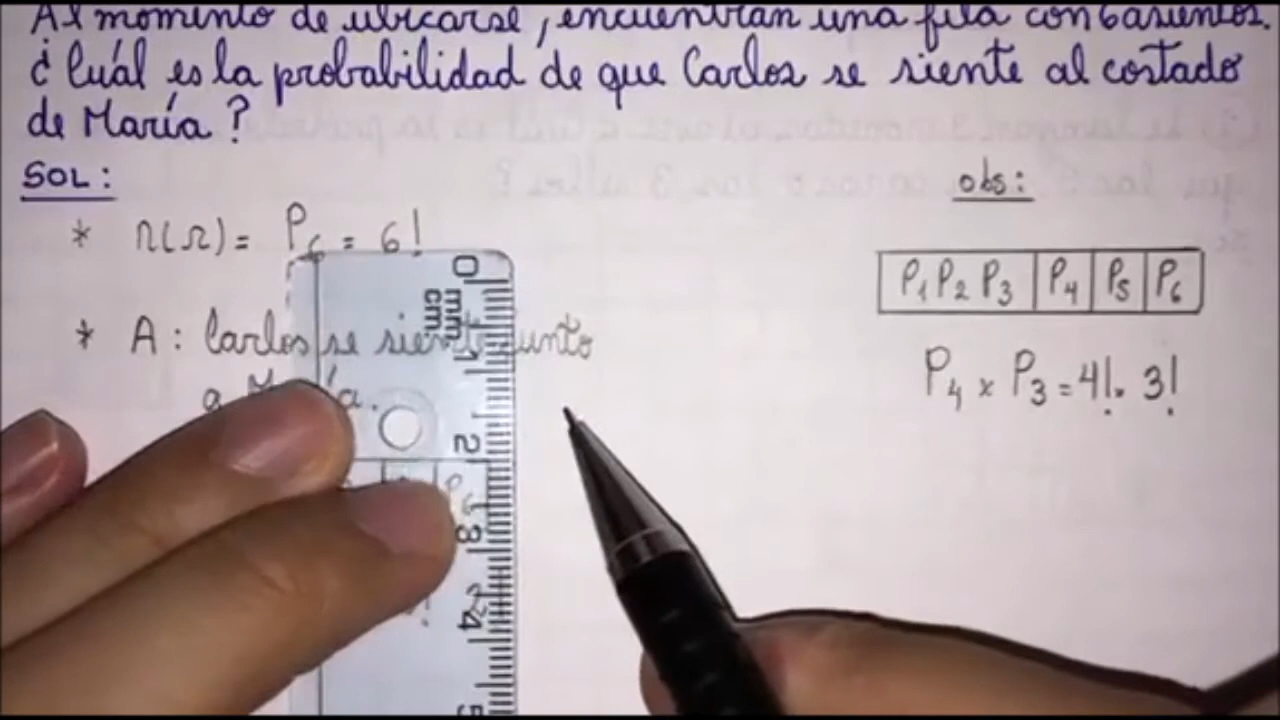 Al momento de ubicarse, encuentran una fila con 6 asientos.
¿Cuál es la probabilidad de que Carlos se siente al costado
de María?
SOL:
obs:
* n(Ω) = P6 = 6!
P1 P2 P3 P4 P5 P6
* A: Carlos se siente junto
a María.
P4 x P3 = 4! . 3!
0
mm
cm
1
2
3
4
5